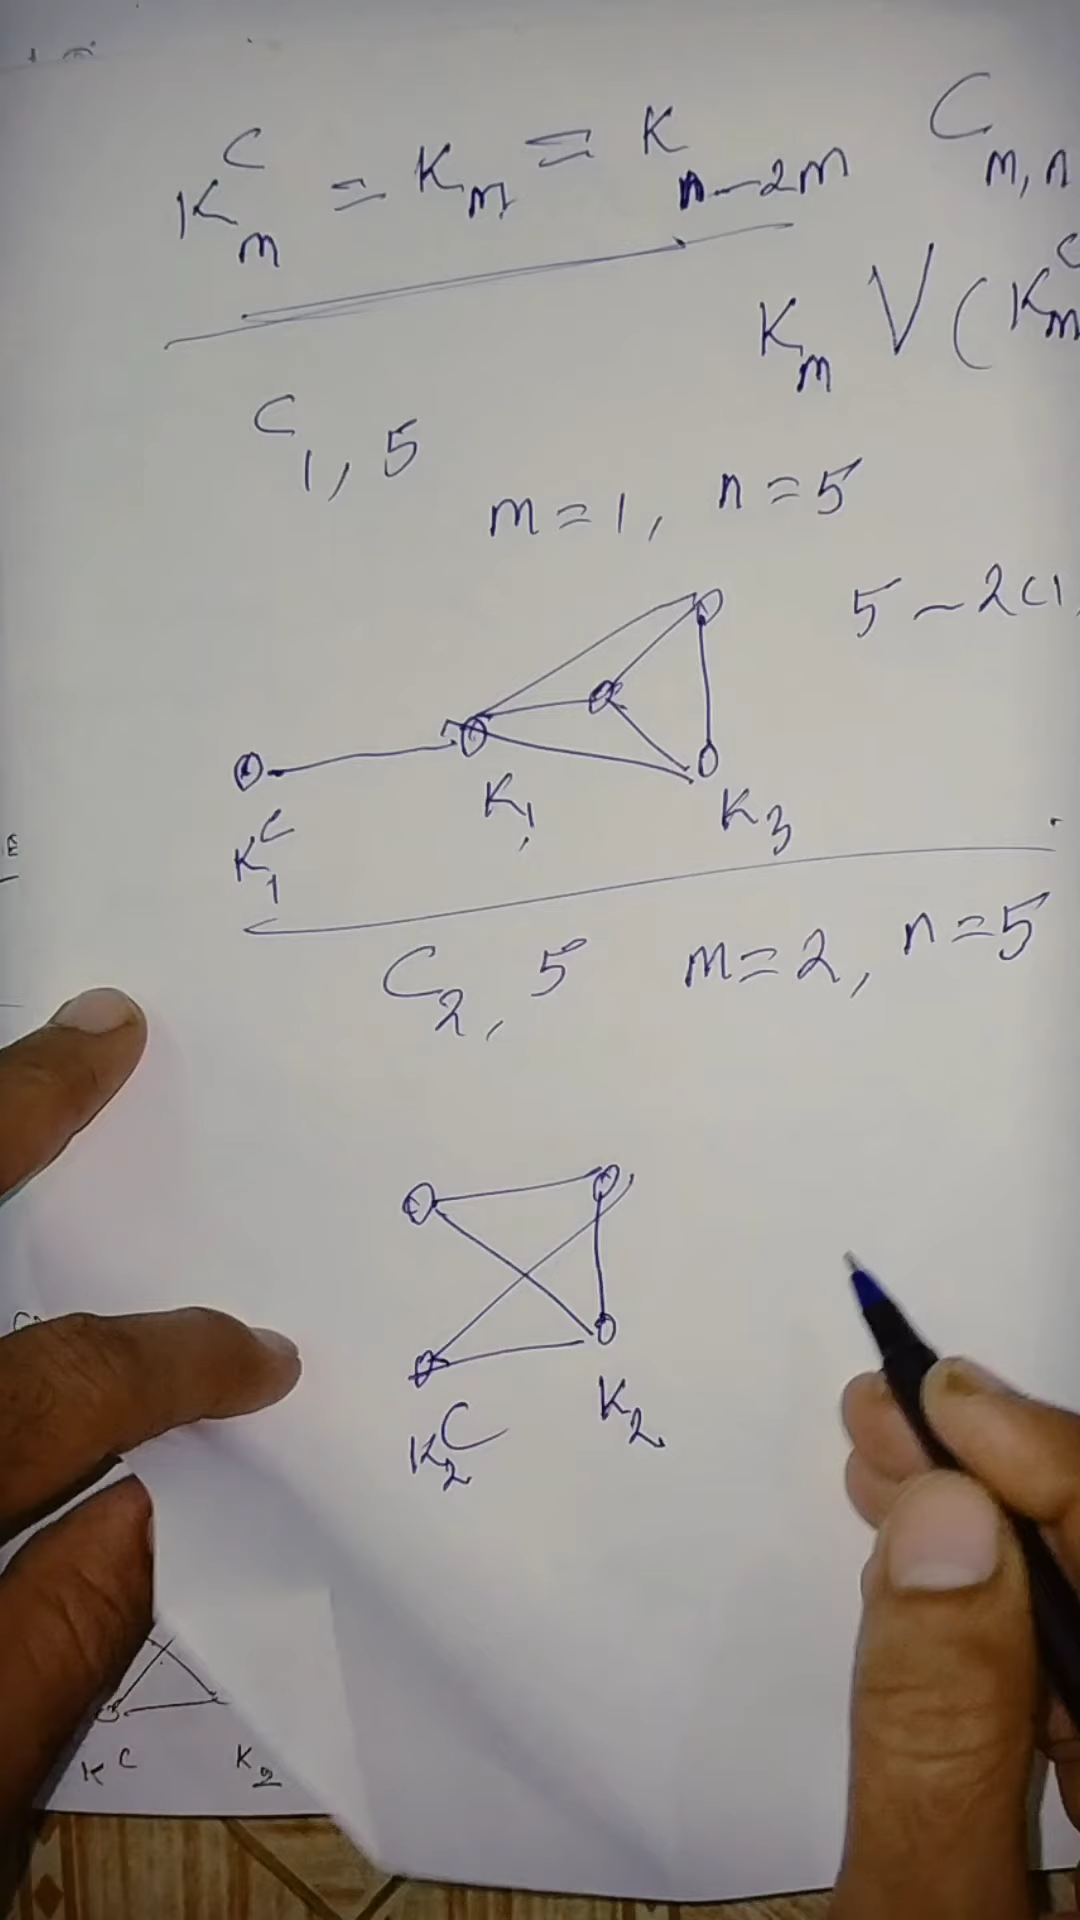 K_m^C = K_m = K_{n-2m} C_{m,n}
K_m V (K_m^C
C_{1,5}
m=1, n=5
5-2(1)
K_1^C K_1 K_3
C_{2,5} m=2, n=5
K_2^C K_2
K^C K_2